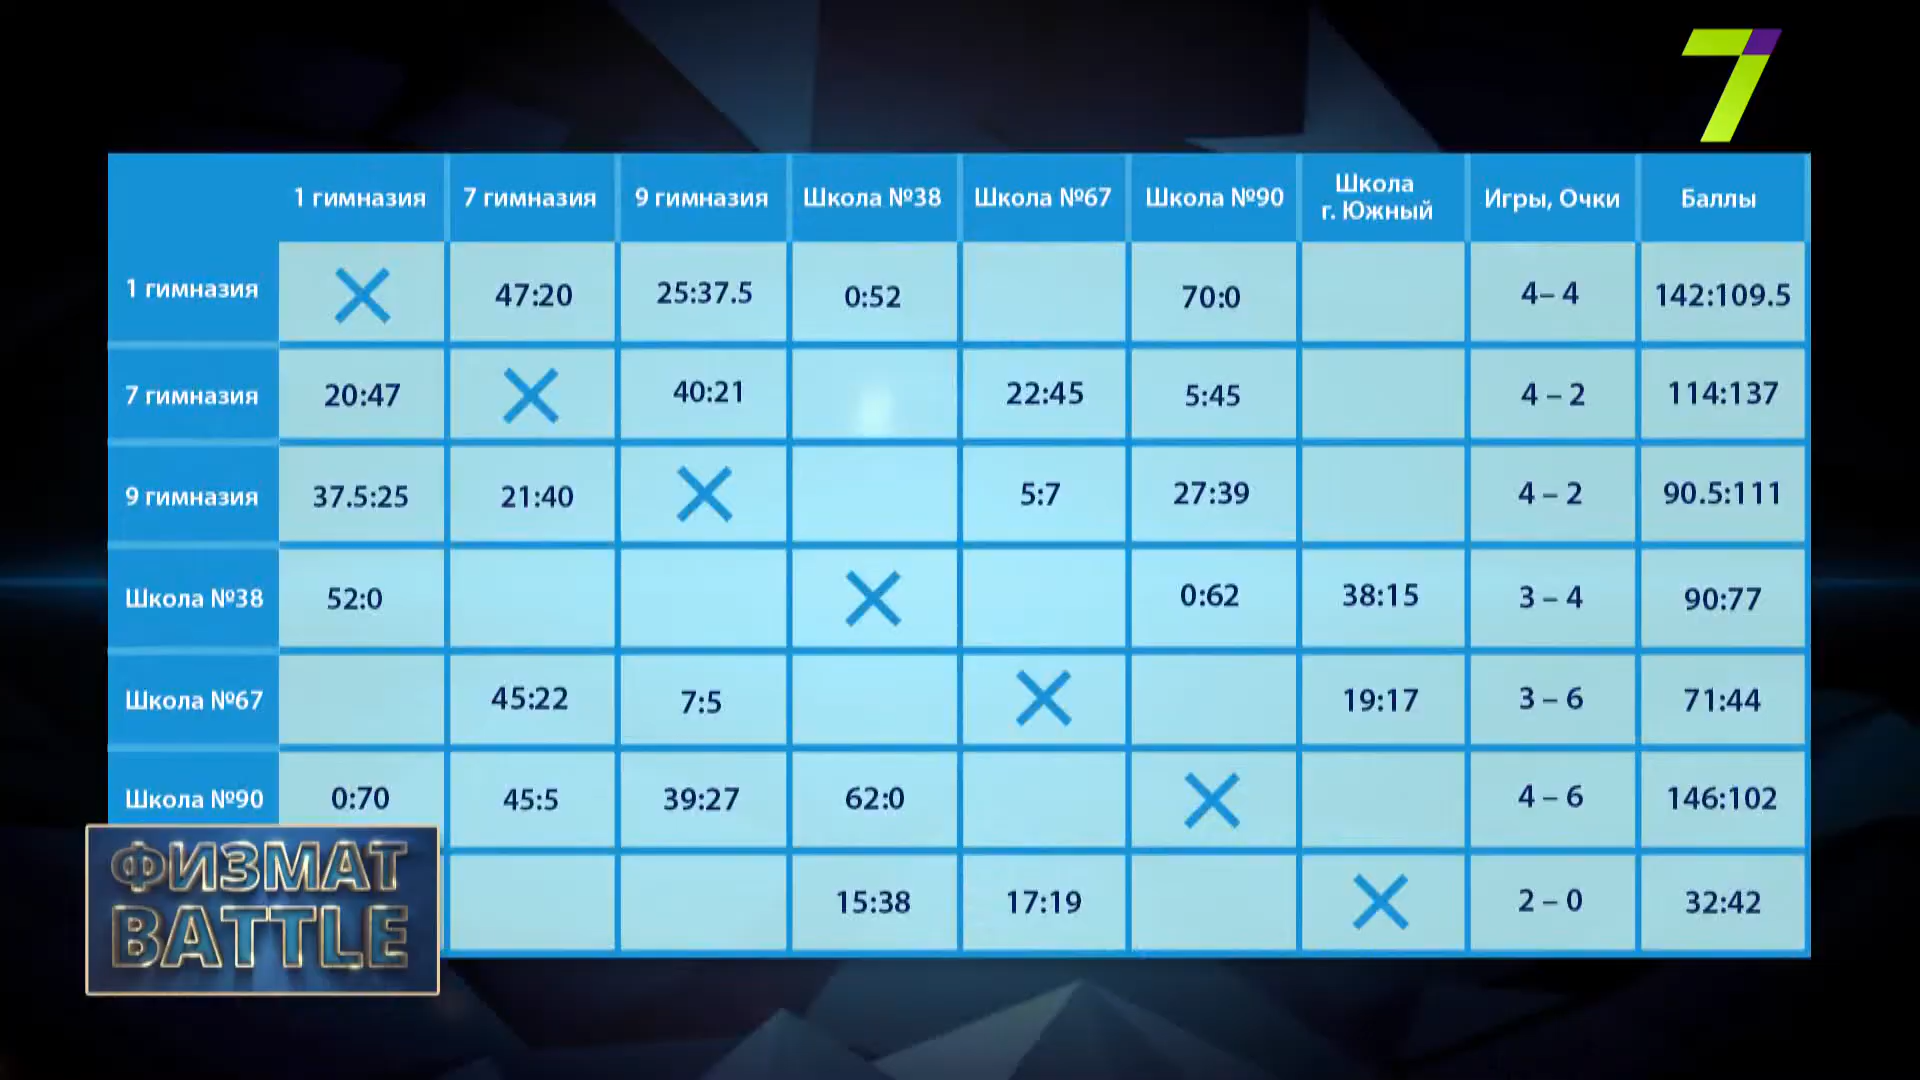 7
1 гимназия 7 гимназия 9 гимназия Школа №38 Школа №67 Школа №90 Школа г. Южный Игры, Очки Баллы
1 гимназия 47:20 25:37.5 0:52 70:0 4– 4 142:109.5
7 гимназия 20:47 40:21 22:45 5:45 4 – 2 114:137
9 гимназия 37.5:25 21:40 5:7 27:39 4 – 2 90.5:111
Школа №38 52:0 0:62 38:15 3 – 4 90:77
Школа №67 45:22 7:5 19:17 3 – 6 71:44
Школа №90 0:70 45:5 39:27 62:0 4 – 6 146:102
15:38 17:19 2 – 0 32:42
ФИЗМАТ
BATTLE